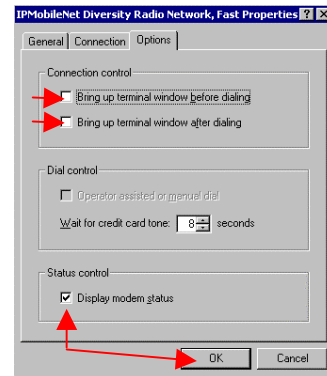 IPMobileNet Diversity Radio Network, Fast Properties ? X
General Connection Options
Connection control
Bring up terminal window before dialing
Bring up terminal window after dialing
Dial control
Operator assisted or manual dial
Wait for credit card tone: 8 seconds
Status control
Display modem status
OK Cancel